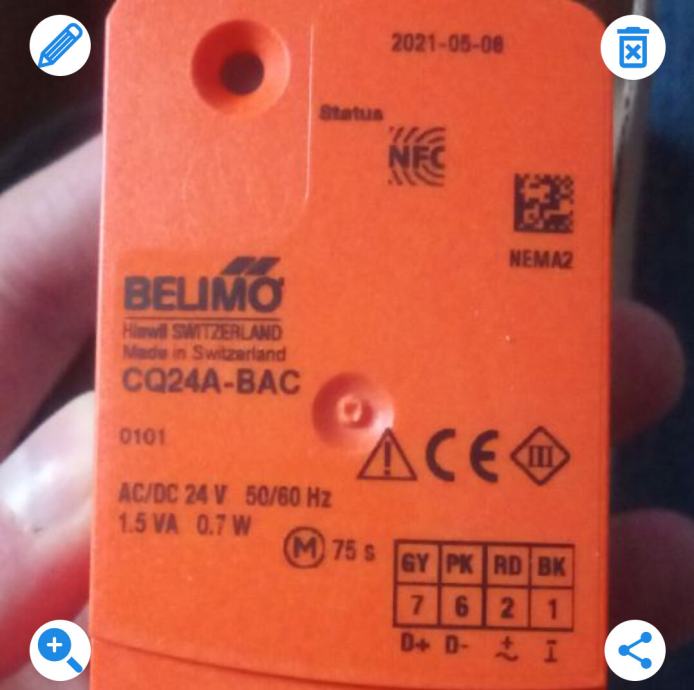 2021-05-06
Status
NFC
NEMA2
BELIMO
Hinwil SWITZERLAND
Made in Switzerland
CQ24A-BAC
0101
CE
III
AC/DC 24 V 50/60 Hz
1.5 VA 0.7 W
M 75 s
GY PK RD BK
7 6 2 1
D+ D- ~